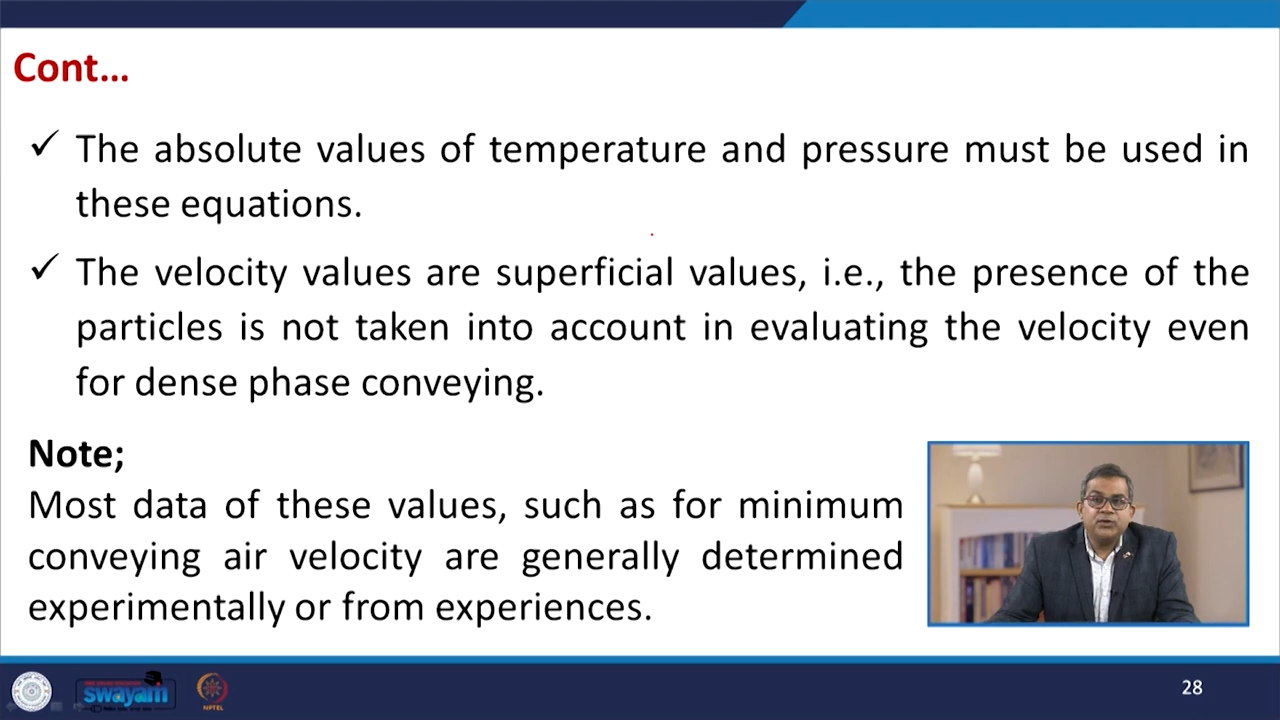 Cont...
✓ The absolute values of temperature and pressure must be used in
these equations.
✓ The velocity values are superficial values, i.e., the presence of the
particles is not taken into account in evaluating the velocity even
for dense phase conveying.
Note;
Most data of these values, such as for minimum
conveying air velocity are generally determined
experimentally or from experiences.
swayam
NPTEL
28